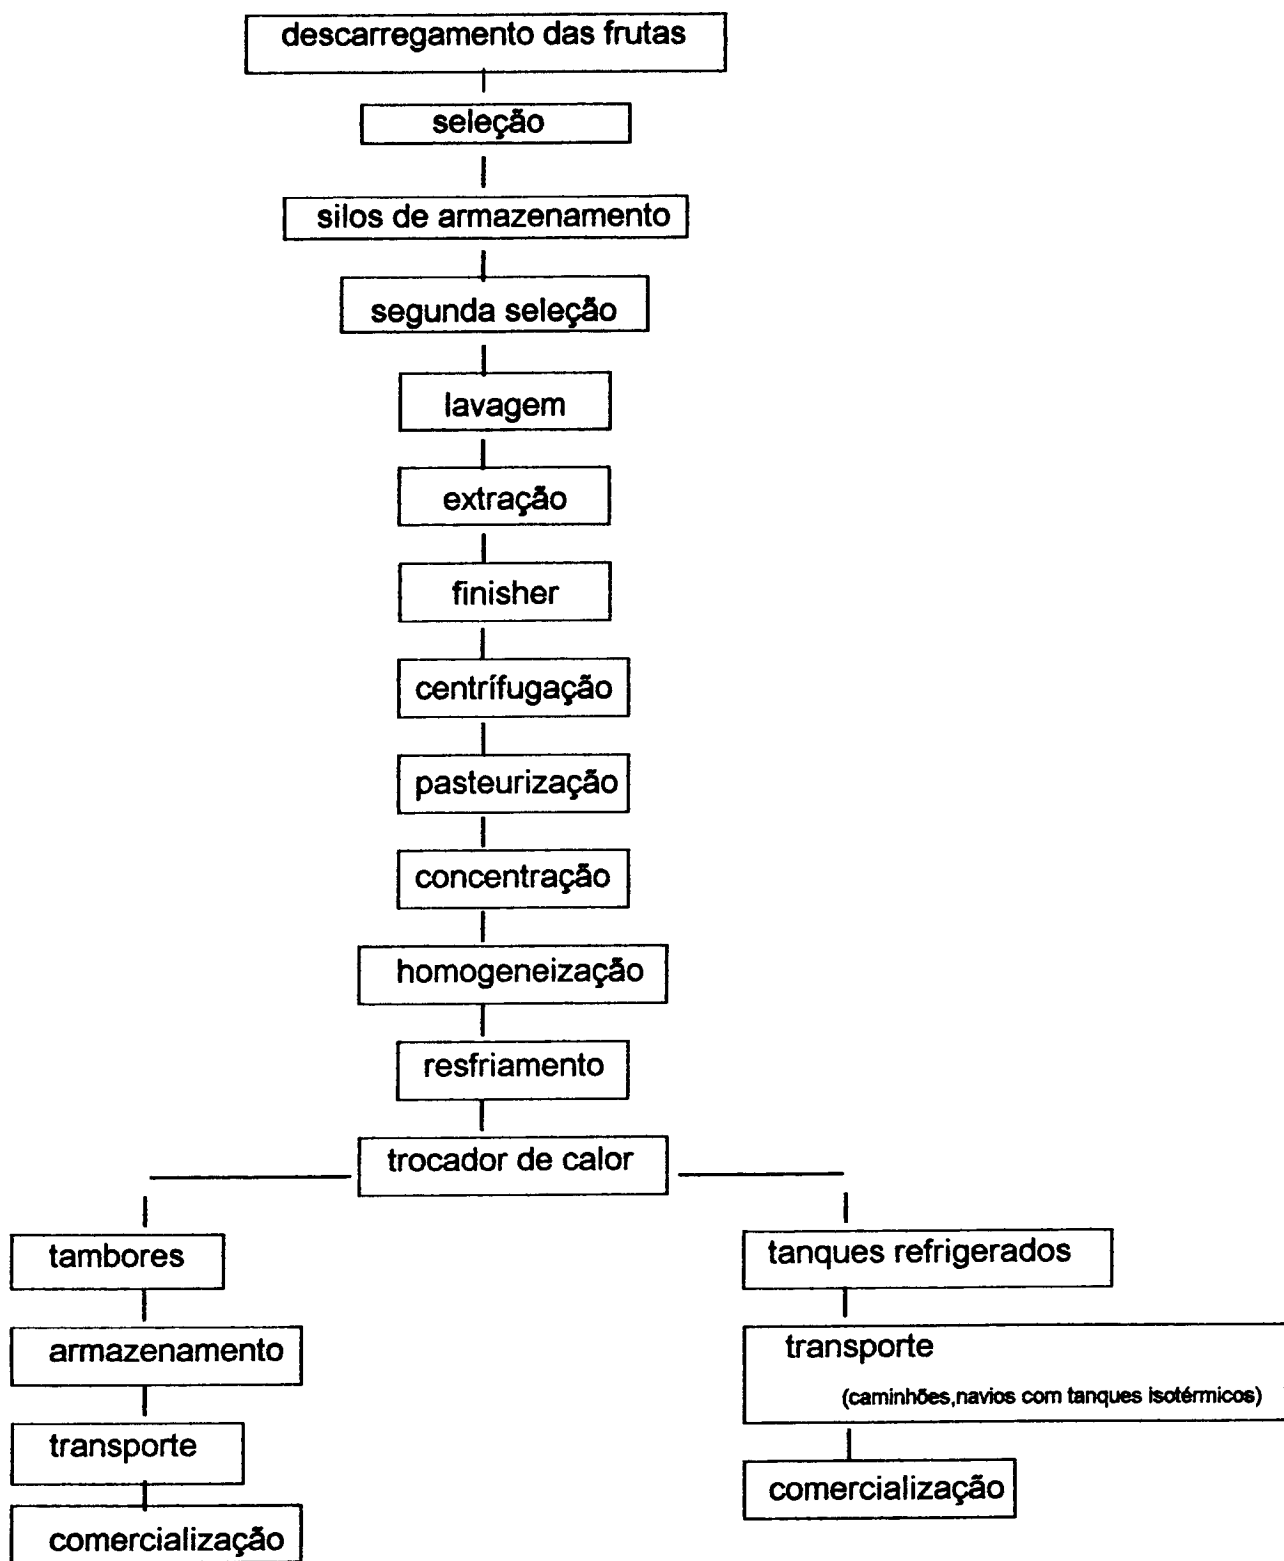 descarregamento das frutas
seleção
silos de armazenamento
segunda seleção
lavagem
extração
finisher
centrífugação
pasteurização
concentração
homogeneização
resfriamento
trocador de calor
tambores
armazenamento
transporte
comercialização
tanques refrigerados
transporte
(caminhões,navios com tanques isotérmicos)
comercialização